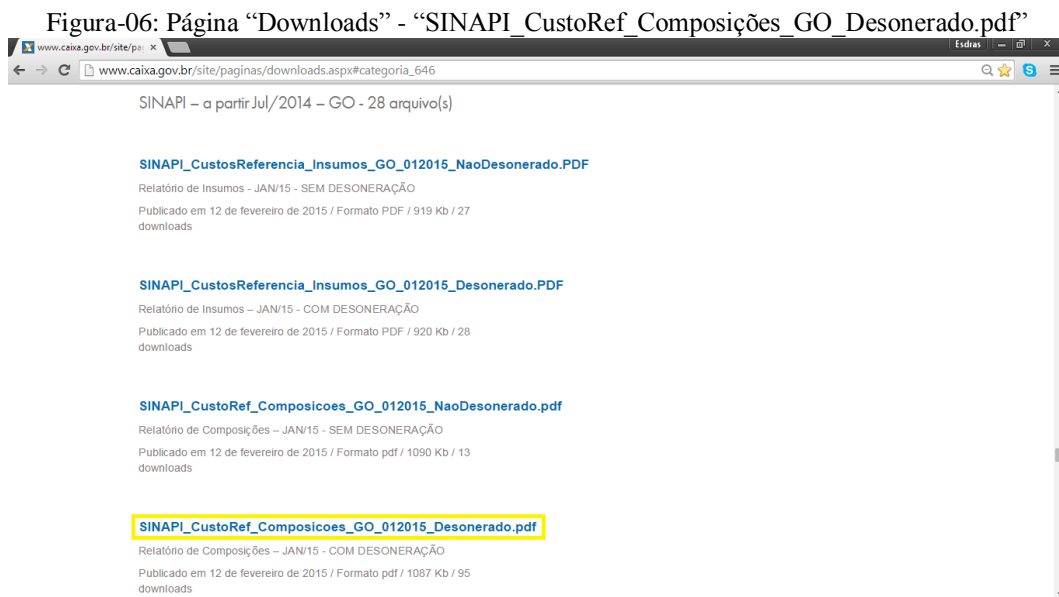 Figura-06: Página “Downloads” - “SINAPI_CustoRef_Composições_GO_Desonerado.pdf”
www.caixa.gov.br/site/pa
Esdras
www.caixa.gov.br/site/paginas/downloads.aspx#categoria_646
SINAPI – a partir Jul/2014 – GO - 28 arquivo(s)
SINAPI_CustosReferencia_Insumos_GO_012015_NaoDesonerado.PDF
Relatório de Insumos - JAN/15 - SEM DESONERAÇÃO
Publicado em 12 de fevereiro de 2015 / Formato PDF / 919 Kb / 27
downloads
SINAPI_CustosReferencia_Insumos_GO_012015_Desonerado.PDF
Relatório de Insumos – JAN/15 - COM DESONERAÇÃO
Publicado em 12 de fevereiro de 2015 / Formato PDF / 920 Kb / 28
downloads
SINAPI_CustoRef_Composicoes_GO_012015_NaoDesonerado.pdf
Relatório de Composições – JAN/15 - SEM DESONERAÇÃO
Publicado em 12 de fevereiro de 2015 / Formato pdf / 1090 Kb / 13
downloads
SINAPI_CustoRef_Composicoes_GO_012015_Desonerado.pdf
Relatório de Composições – JAN/15 - COM DESONERAÇÃO
Publicado em 12 de fevereiro de 2015 / Formato pdf / 1087 Kb / 95
downloads